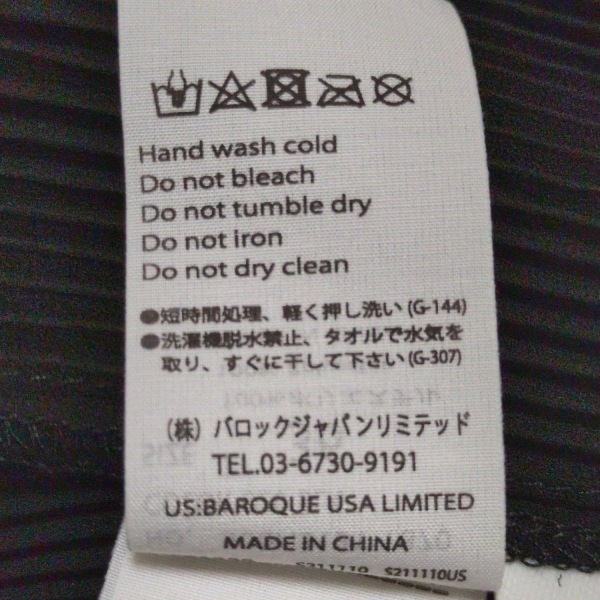 Hand wash cold
Do not bleach
Do not tumble dry
Do not iron
Do not dry clean
●短時間処理、軽く押し洗い(G-144)
●洗濯機脱水禁止、タオルで水気を
取り、すぐに干して下さい(G-307)
(株)バロックジャパンリミテッド
TEL.03-6730-9191
US:BAROQUE USA LIMITED
MADE IN CHINA
S211110US